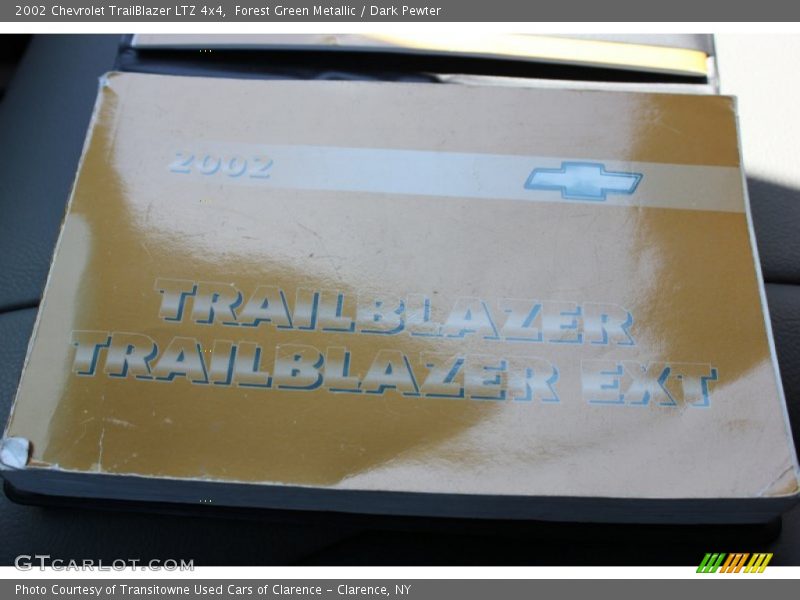 2002 Chevrolet TrailBlazer LTZ 4x4,  Forest Green Metallic / Dark Pewter
2002
TRAILBLAZER
TRAILBLAZER EXT
GTcarlot.com
Photo Courtesy of Transitowne Used Cars of Clarence - Clarence, NY